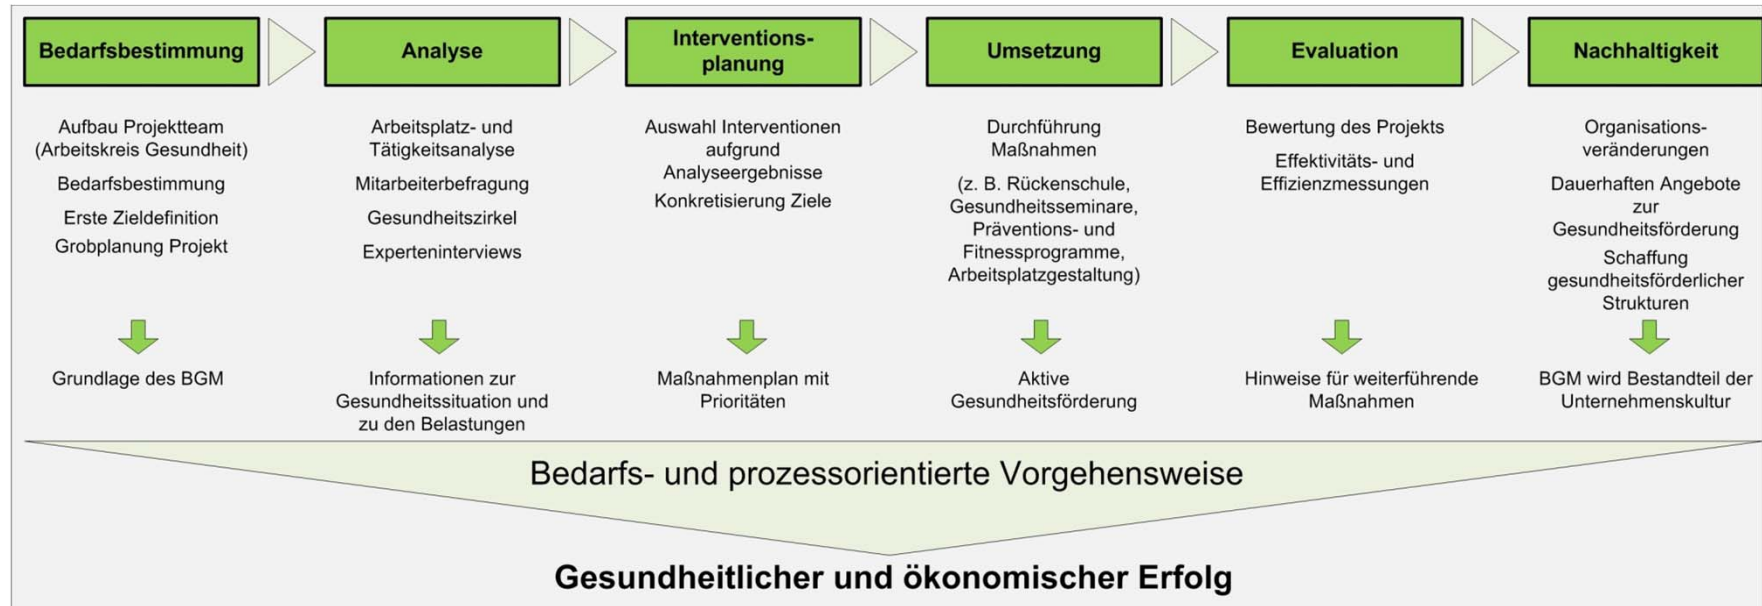 Bedarfsbestimmung
Analyse
Interventions-
planung
Umsetzung
Evaluation
Nachhaltigkeit
Aufbau Projektteam
(Arbeitskreis Gesundheit)
Bedarfsbestimmung
Erste Zieldefinition
Grobplanung Projekt
Arbeitsplatz- und
Tätigkeitsanalyse
Mitarbeiterbefragung
Gesundheitszirkel
Experteninterviews
Auswahl Interventionen
aufgrund
Analyseergebnisse
Konkretisierung Ziele
Durchführung
Maßnahmen
(z. B. Rückenschule,
Gesundheitsseminare,
Präventions- und
Fitnessprogramme,
Arbeitsplatzgestaltung)
Bewertung des Projekts
Effektivitäts- und
Effizienzmessungen
Organisations-
veränderungen
Dauerhaften Angebote
zur
Gesundheitsförderung
Schaffung
gesundheitsförderlicher
Strukturen
Grundlage des BGM
Informationen zur
Gesundheitssituation und
zu den Belastungen
Maßnahmenplan mit
Prioritäten
Aktive
Gesundheitsförderung
Hinweise für weiterführende
Maßnahmen
BGM wird Bestandteil der
Unternehmenskultur
Bedarfs- und prozessorientierte Vorgehensweise
Gesundheitlicher und ökonomischer Erfolg